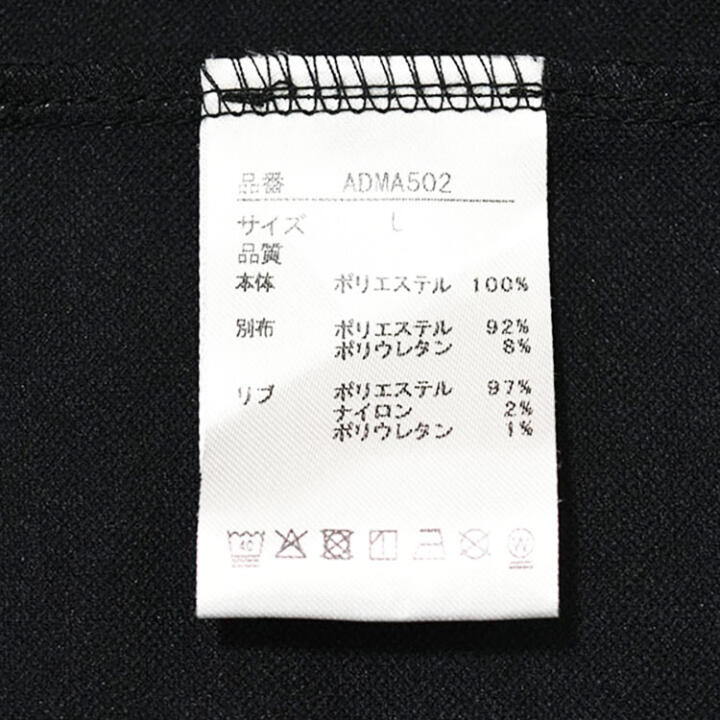 品番 ADMA502
サイズ L
品質
本体 ポリエステル 100%
別布 ポリエステル 92%
ポリウレタン 8%
リブ ポリエステル 97%
ナイロン 2%
ポリウレタン 1%
40 W